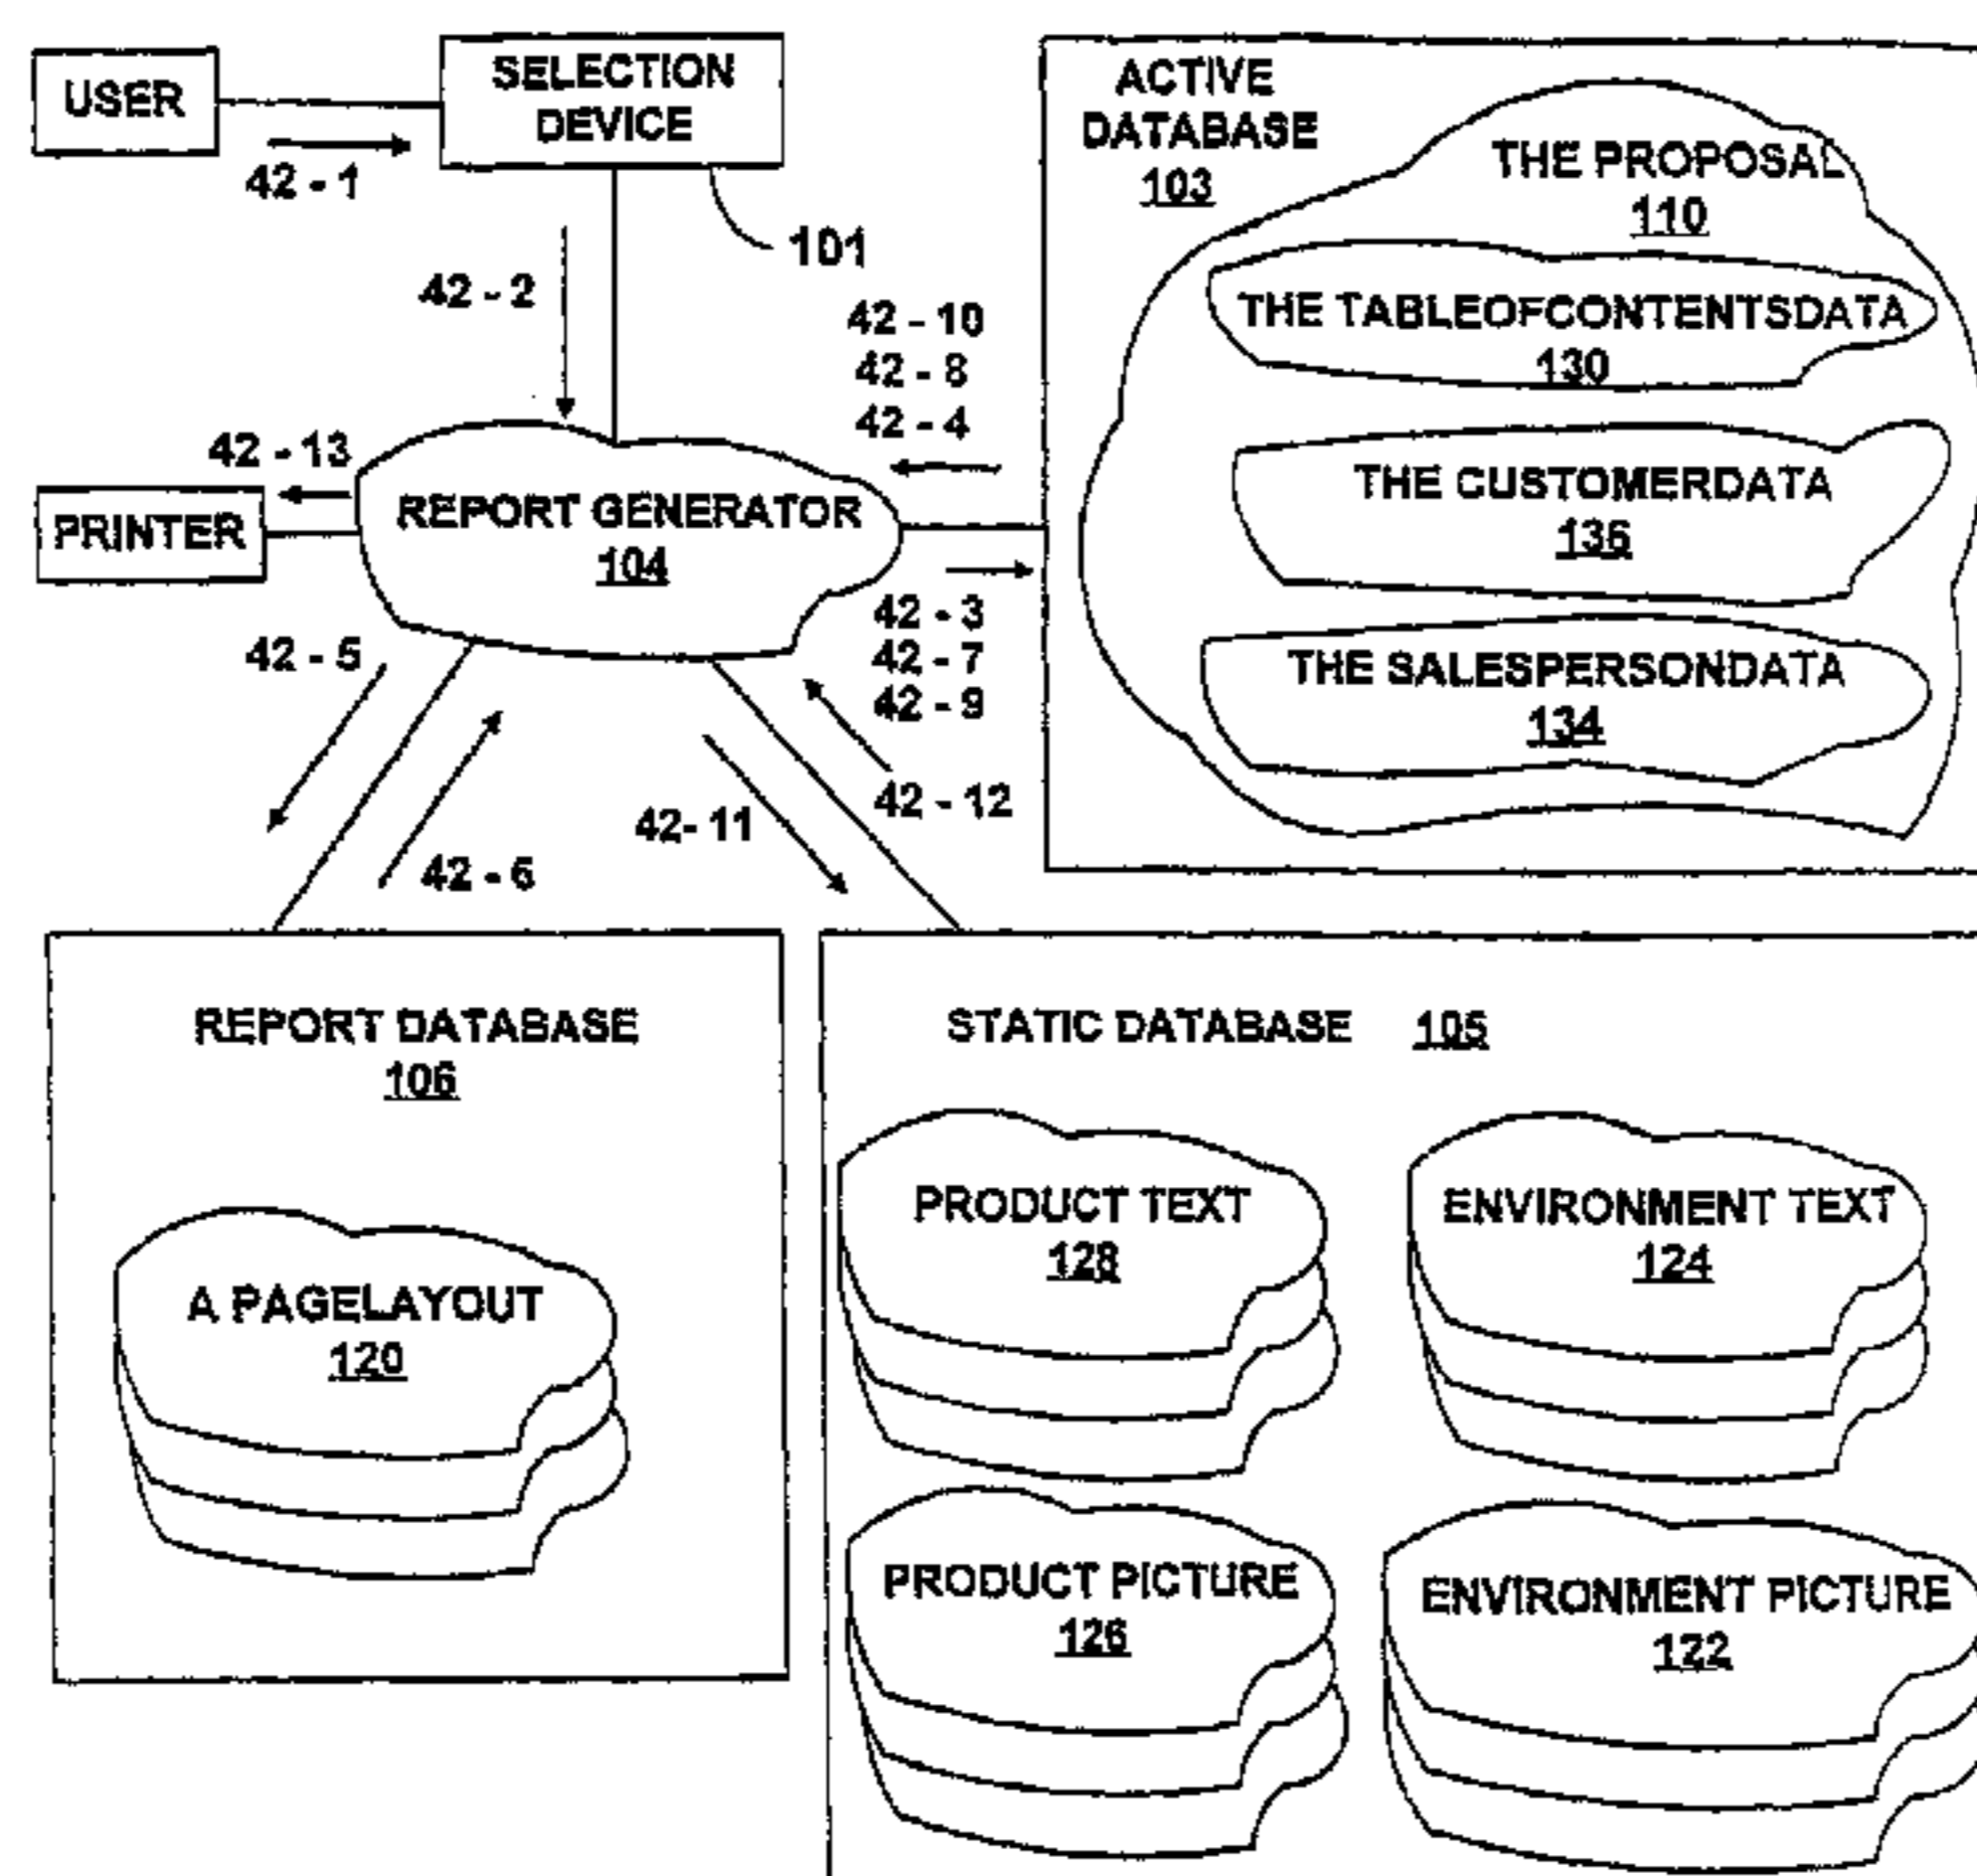 USER
SELECTION
DEVICE
42 - 1
101
42 - 2
ACTIVE
DATABASE
103
THE PROPOSAL
110
THE TABLEOFCONTENTSDATA
130
THE CUSTOMERDATA
136
THE SALESPERSONDATA
134
42 - 10
42 - 8
42 - 4
42 - 13
PRINTER
REPORT GENERATOR
104
42 - 3
42 - 7
42 - 9
42 - 5
42 - 6
42- 11
42 - 12
REPORT DATABASE
106
A PAGELAYOUT
120
STATIC DATABASE 105
PRODUCT TEXT
128
ENVIRONMENT TEXT
124
PRODUCT PICTURE
126
ENVIRONMENT PICTURE
122